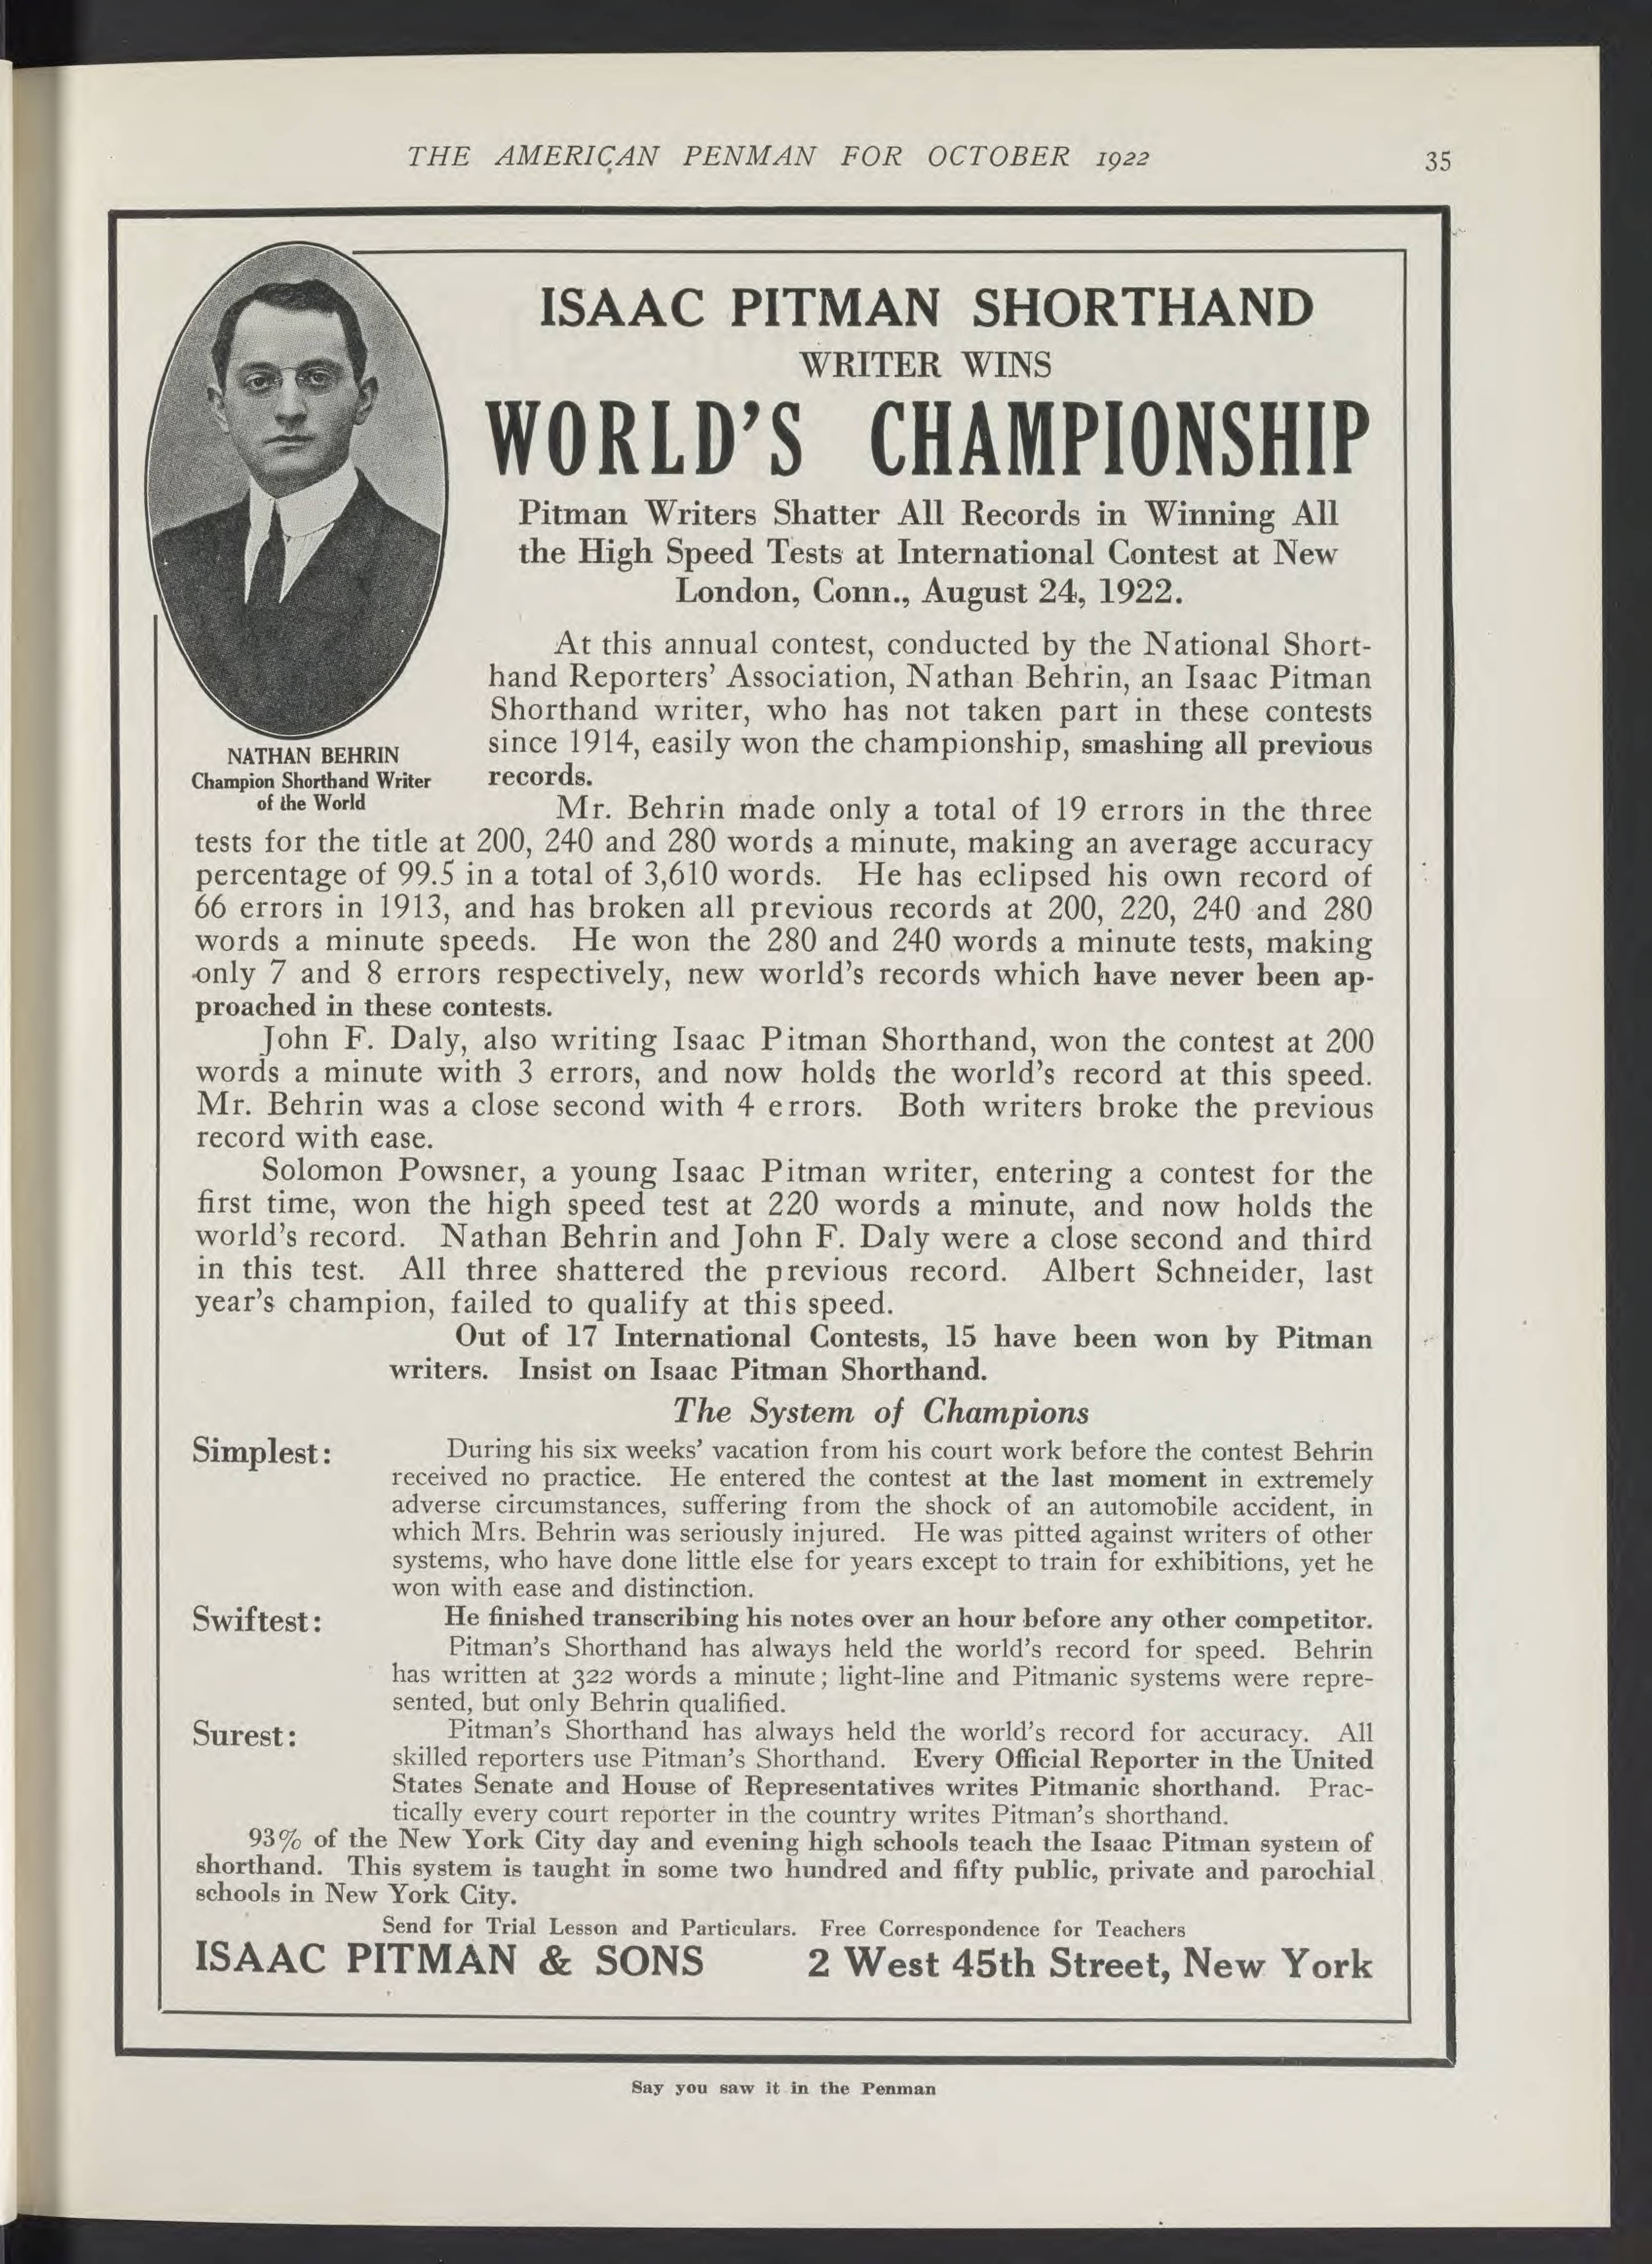 THE AMERICAN PENMAN FOR OCTOBER 1922 35
ISAAC PITMAN SHORTHAND
WRITER WINS
WORLD'S CHAMPIONSHIP
Pitman Writers Shatter All Records in Winning All
the High Speed Tests at International Contest at New
London, Conn., August 24, 1922.
NATHAN BEHRIN
Champion Shorthand Writer
of the World
At this annual contest, conducted by the National Short-
hand Reporters' Association, Nathan Behrin, an Isaac Pitman
Shorthand writer, who has not taken part in these contests
since 1914, easily won the championship, smashing all previous
records.
Mr. Behrin made only a total of 19 errors in the three
tests for the title at 200, 240 and 280 words a minute, making an average accuracy
percentage of 99.5 in a total of 3,610 words. He has eclipsed his own record of
66 errors in 1913, and has broken all previous records at 200, 220, 240 and 280
words a minute speeds. He won the 280 and 240 words a minute tests, making
only 7 and 8 errors respectively, new world's records which have never been ap-
proached in these contests.
John F. Daly, also writing Isaac Pitman Shorthand, won the contest at 200
words a minute with 3 errors, and now holds the world's record at this speed.
Mr. Behrin was a close second with 4 errors. Both writers broke the previous
record with ease.
Solomon Powsner, a young Isaac Pitman writer, entering a contest for the
first time, won the high speed test at 220 words a minute, and now holds the
world's record. Nathan Behrin and John F. Daly were a close second and third
in this test. All three shattered the previous record. Albert Schneider, last
year's champion, failed to qualify at this speed.
Out of 17 International Contests, 15 have been won by Pitman
writers. Insist on Isaac Pitman Shorthand.
The System of Champions
Simplest: During his six weeks' vacation from his court work before the contest Behrin
received no practice. He entered the contest at the last moment in extremely
adverse circumstances, suffering from the shock of an automobile accident, in
which Mrs. Behrin was seriously injured. He was pitted against writers of other
systems, who have done little else for years except to train for exhibitions, yet he
won with ease and distinction.
Swiftest: He finished transcribing his notes over an hour before any other competitor.
Pitman's Shorthand has always held the world's record for speed. Behrin
has written at 322 words a minute; light-line and Pitmanic systems were repre-
sented, but only Behrin qualified.
Surest: Pitman's Shorthand has always held the world's record for accuracy. All
skilled reporters use Pitman's Shorthand. Every Official Reporter in the United
States Senate and House of Representatives writes Pitmanic shorthand. Prac-
tically every court reporter in the country writes Pitman's shorthand.
93% of the New York City day and evening high schools teach the Isaac Pitman system of
shorthand. This system is taught in some two hundred and fifty public, private and parochial
schools in New York City.
Send for Trial Lesson and Particulars. Free Correspondence for Teachers
ISAAC PITMAN & SONS 2 West 45th Street, New York
Say you saw it in the Penman